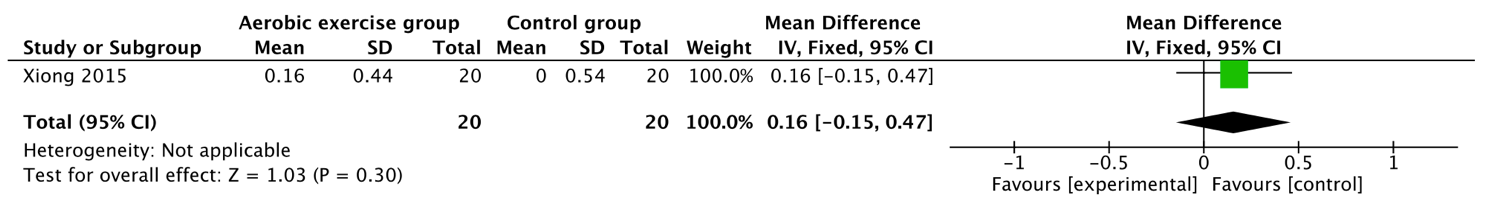 Aerobic exercise group Control group Mean Difference Mean Difference
Study or Subgroup Mean SD Total Mean SD Total Weight IV, Fixed, 95% CI IV, Fixed, 95% CI
Xiong 2015 0.16 0.44 20 0 0.54 20 100.0% 0.16 [−0.15, 0.47]
Total (95% CI) 20 20 100.0% 0.16 [−0.15, 0.47]
Heterogeneity: Not applicable
Test for overall effect: Z = 1.03 (P = 0.30)
−1 −0.5 0 0.5 1
Favours [experimental] Favours [control]